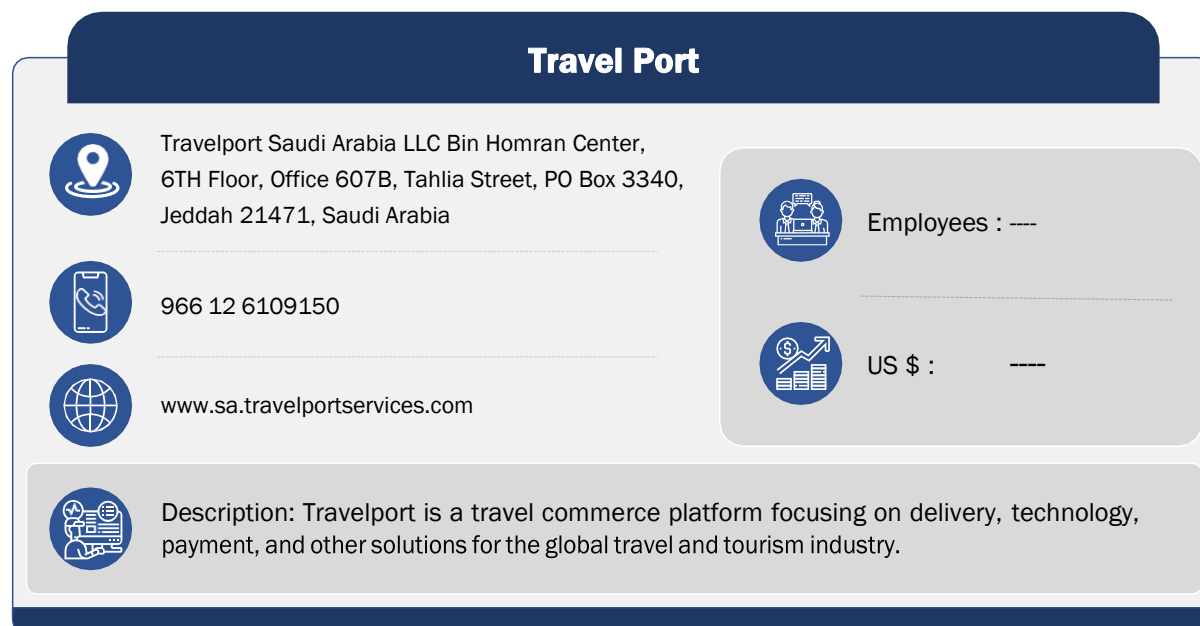 Travel Port
Travelport Saudi Arabia LLC Bin Homran Center,
6TH Floor, Office 607B, Tahlia Street, PO Box 3340,
Jeddah 21471, Saudi Arabia
966 12 6109150
www.sa.travelportservices.com
Employees : ----
US $ : ----
Description: Travelport is a travel commerce platform focusing on delivery, technology,
payment, and other solutions for the global travel and tourism industry.